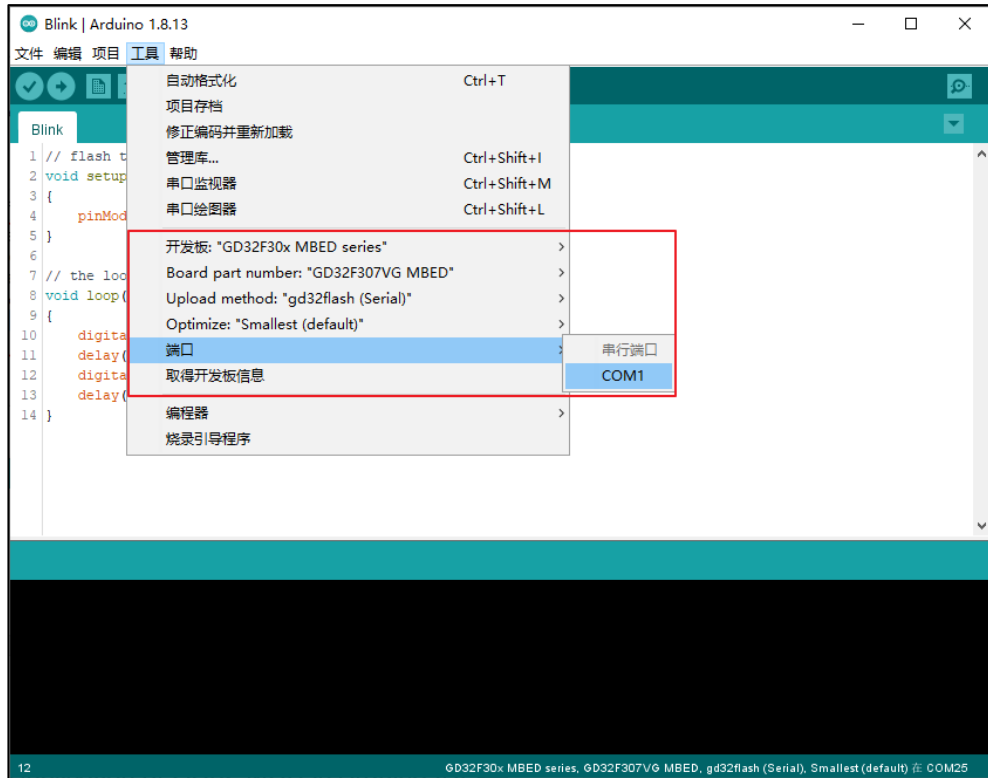 Blink | Arduino 1.8.13
文件 编辑 项目 工具 帮助
自动格式化 Ctrl+T
项目存档
修正编码并重新加载
管理库... Ctrl+Shift+I
串口监视器 Ctrl+Shift+M
串口绘图器 Ctrl+Shift+L
开发板: "GD32F30x MBED series"
Board part number: "GD32F307VG MBED"
Upload method: "gd32flash (Serial)"
Optimize: "Smallest (default)"
端口
取得开发板信息
编程器
烧录引导程序
串行端口
COM1
Blink
1 // flash t
2 void setup
3 {
4 pinMod
5 }
6
7 // the loo
8 void loop(
9 {
10 digita
11 delay(
12 digita
13 delay(
14 }
12 GD32F30x MBED series, GD32F307VG MBED, gd32flash (Serial), Smallest (default) 在 COM25